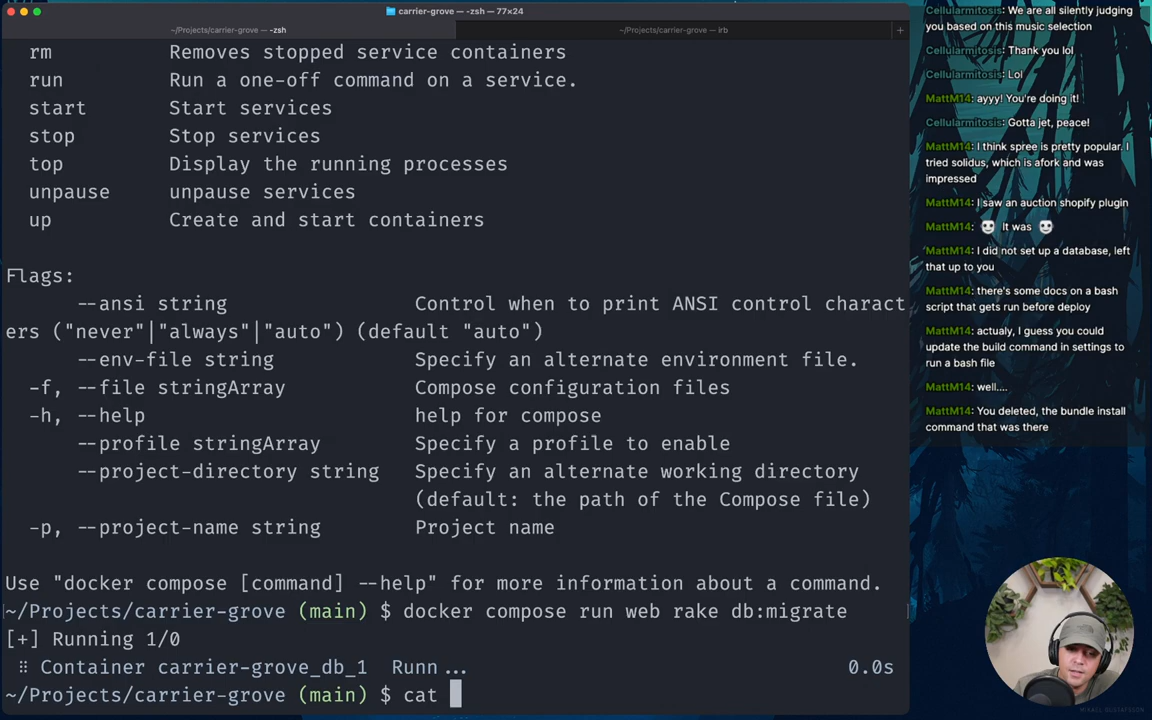 carrier-grove — -zsh — 77×24
~/Projects/carrier-grove — -zsh
~/Projects/carrier-grove — irb
+
rm Removes stopped service containers
run Run a one-off command on a service.
start Start services
stop Stop services
top Display the running processes
unpause unpause services
up Create and start containers
Flags:
--ansi string Control when to print ANSI control charact
ers ("never"|"always"|"auto") (default "auto")
--env-file string Specify an alternate environment file.
-f, --file stringArray Compose configuration files
-h, --help help for compose
--profile stringArray Specify a profile to enable
--project-directory string Specify an alternate working directory
(default: the path of the Compose file)
-p, --project-name string Project name
Use "docker compose [command] --help" for more information about a command.
~/Projects/carrier-grove (main) $ docker compose run web rake db:migrate
[+] Running 1/0
⠿ Container carrier-grove_db_1 Runn... 0.0s
~/Projects/carrier-grove (main) $ cat
Cellularmitosis: We are all silently judging
you based on this music selection
Cellularmitosis: Thank you lol
Cellularmitosis: Lol
MattM14: ayyy! You're doing it!
Cellularmitosis: Gotta jet, peace!
MattM14: I think spree is pretty popular. I
tried solidus, which is afork and was
impressed
MattM14: I saw an auction shopify plugin
MattM14: It was
MattM14: I did not set up a database, left
that up to you
MattM14: there's some docs on a bash
script that gets run before deploy
MattM14: actualy, I guess you could
update the build command in settings to
run a bash file
MattM14: well....
MattM14: You deleted, the bundle install
command that was there
MIKAEL GUSTAFSSON